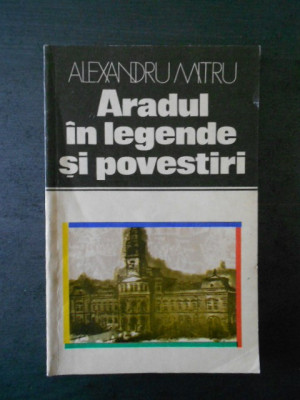 ALEXANDRU MITRU
Aradul
în legende
și povestiri